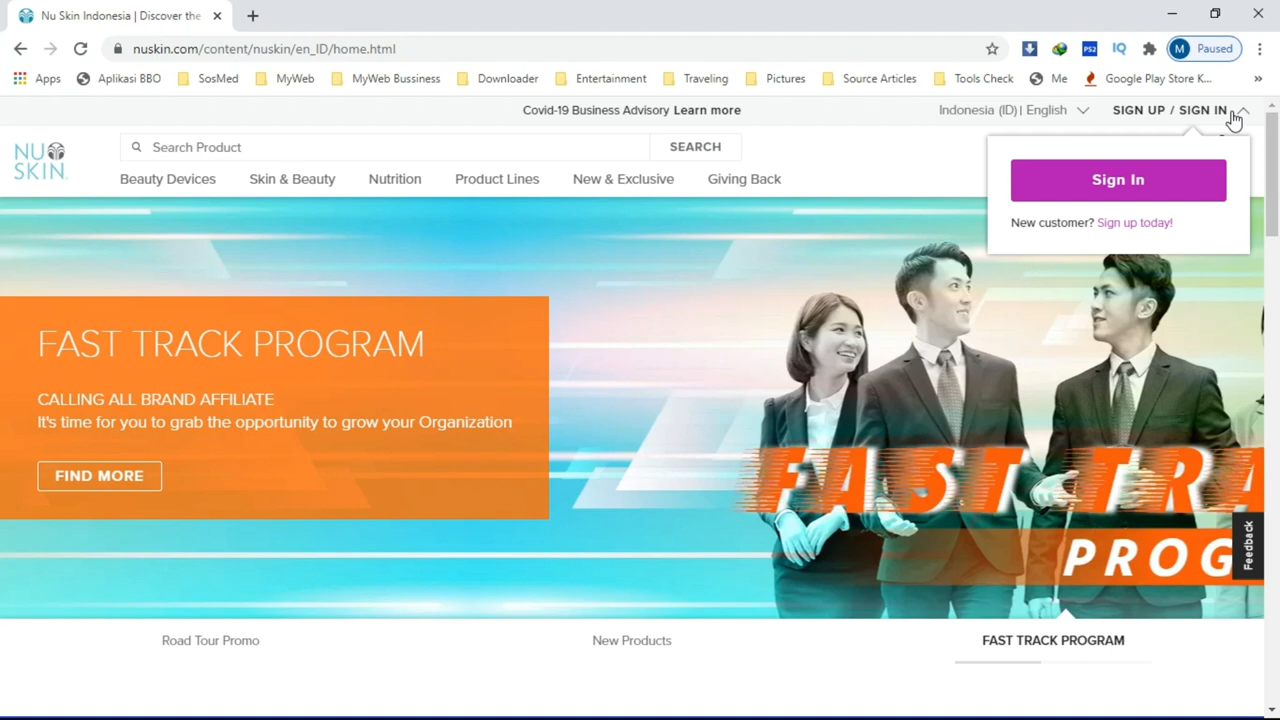 Nu Skin Indonesia | Discover the
nuskin.com/content/nuskin/en_ID/home.html
PS2
IQ
M
Paused
Apps
Aplikasi BBO
SosMed
MyWeb
MyWeb Bussiness
Downloader
Entertainment
Traveling
Pictures
Source Articles
Tools Check
Me
Google Play Store K...
»
Covid-19 Business Advisory Learn more
Indonesia (ID) | English
SIGN UP / SIGN IN
NU SKIN
Search Product
SEARCH
Sign In
Beauty Devices
Skin & Beauty
Nutrition
Product Lines
New & Exclusive
Giving Back
New customer? Sign up today!
FAST TRACK PROGRAM
CALLING ALL BRAND AFFILIATE
It's time for you to grab the opportunity to grow your Organization
FIND MORE
FAST TRA
PROG
Feedback
Road Tour Promo
New Products
FAST TRACK PROGRAM